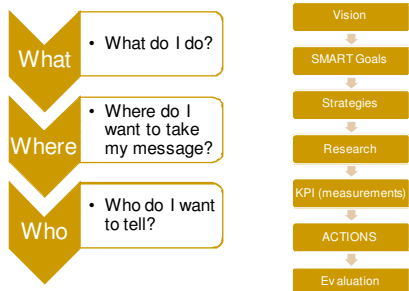 What
• What do I do?
Where
• Where do I
want to take
my message?
Who
• Who do I want
to tell?
Vision
SMART Goals
Strategies
Research
KPI (measurements)
ACTIONS
Evaluation